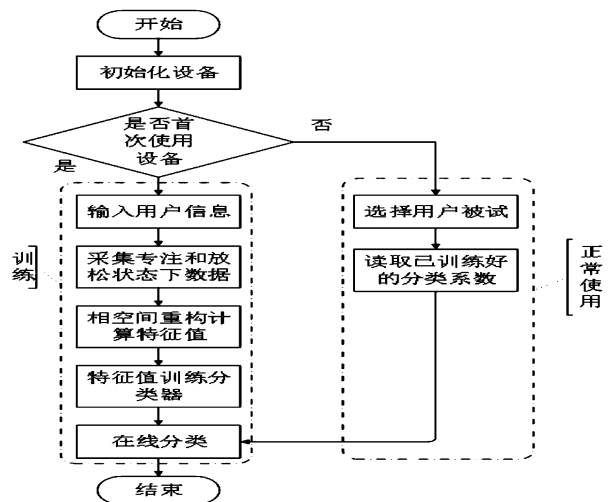 开始
初始化设备
是否首
次使用
设备
是
否
输入用户信息
采集专注和放
松状态下数据
相空间重构计
算特征值
特征值训练分
类器
在线分类
结束
训练
选择用户被试
读取已训练好
的分类系数
正常使用